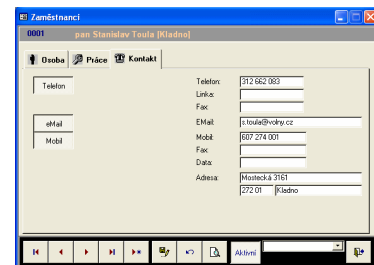 Zaměstnanci
0001 pan Stanislav Toula [Kladno]
Osoba Práce Kontakt
Telefon
eMail
Mobil
Telefon: 312 662 083
Linka:
Fax
EMail: s.toula@volny.cz
Mobil: 607 274 001
Fax
Data:
Adresa: Mostecká 3161
272 01 Kladno
Aktivní